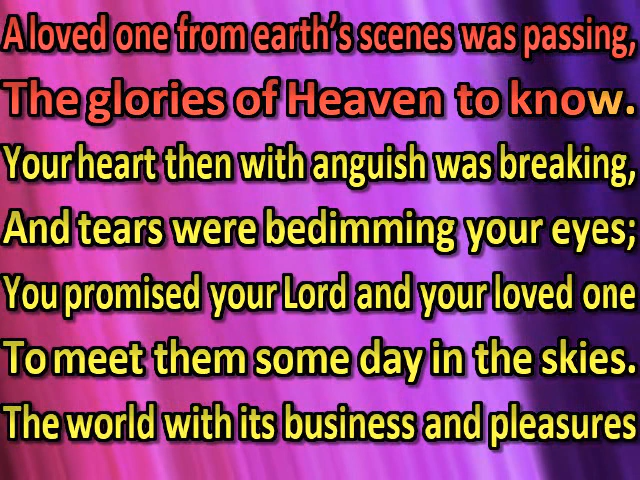 A loved one from earth's scenes was passing,
The glories of Heaven to know.
Your heart then with anguish was breaking,
And tears were bedimming your eyes;
You promised your Lord and your loved one
To meet them some day in the skies.
The world with its business and pleasures